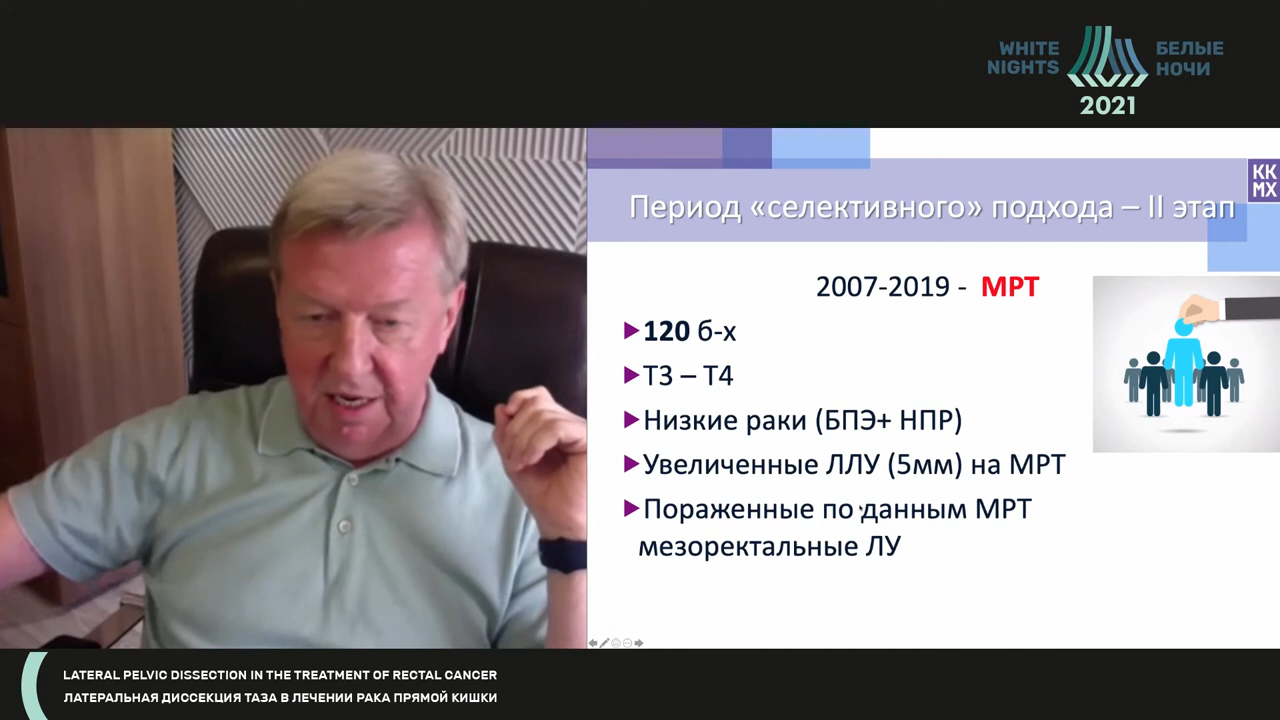 WHITE NIGHTS
БЕЛЫЕ НОЧИ
2021
КК
МХ
Период «селективного» подхода – II этап
2007-2019 - МРТ
120 б-х
Т3 – Т4
Низкие раки (БПЭ+ НПР)
Увеличенные ЛЛУ (5мм) на МРТ
Пораженные по данным МРТ
мезоректальные ЛУ
LATERAL PELVIC DISSECTION IN THE TREATMENT OF RECTAL CANCER
ЛАТЕРАЛЬНАЯ ДИССЕКЦИЯ ТАЗА В ЛЕЧЕНИИ РАКА ПРЯМОЙ КИШКИ